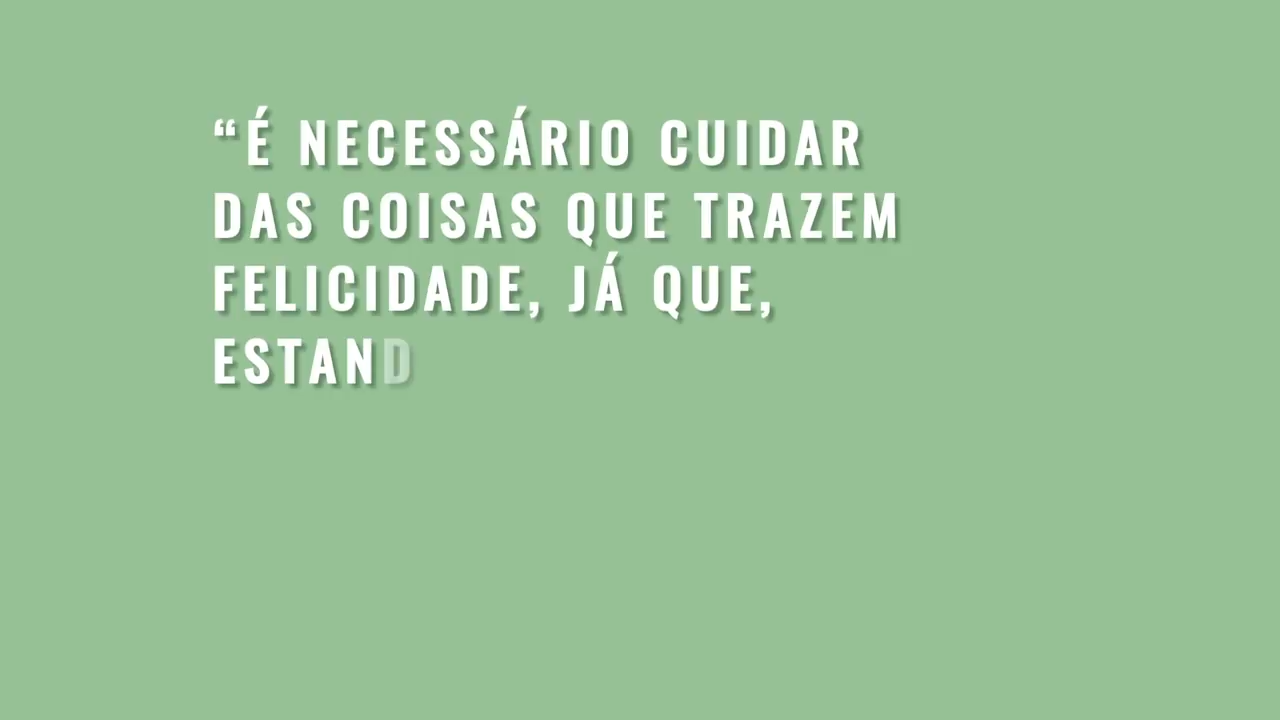 “É NECESSÁRIO CUIDAR
DAS COISAS QUE TRAZEM
FELICIDADE, JÁ QUE,
ESTAND